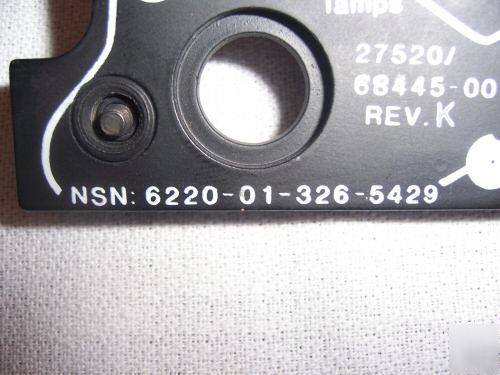 lamps
27520/
68445-00
REV. K
NSN: 6220-01-326-5429